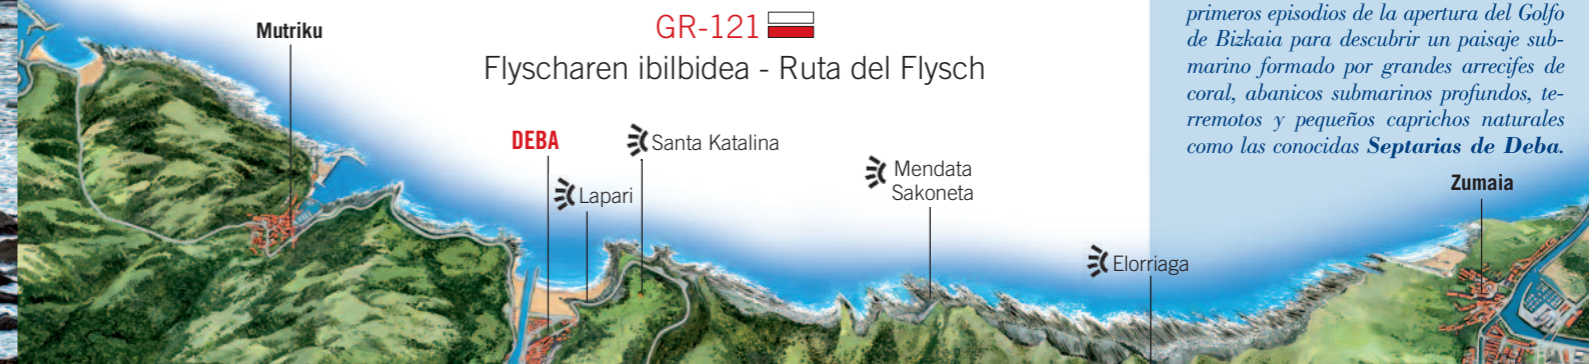 GR-121
Flyscharen ibilbidea - Ruta del Flysch
Mutriku
DEBA
Santa Katalina
Lapari
Mendata
Sakoneta
Elorriaga
Zumaia
primeros episodios de la apertura del Golfo
de Bizkaia para descubrir un paisaje sub-
marino formado por grandes arrecifes de
coral, abanicos submarinos profundos, te-
rremotos y pequeños caprichos naturales
como las conocidas Septarias de Deba.